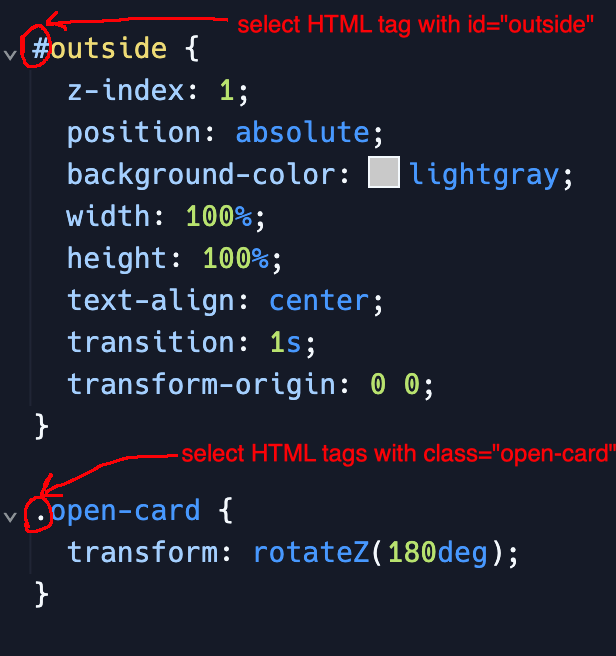 select HTML tag with id="outside"
#outside {
z-index: 1;
position: absolute;
background-color: lightgray;
width: 100%;
height: 100%;
text-align: center;
transition: 1s;
transform-origin: 0 0;
}
select HTML tags with class="open-card"
.open-card {
transform: rotateZ(180deg);
}